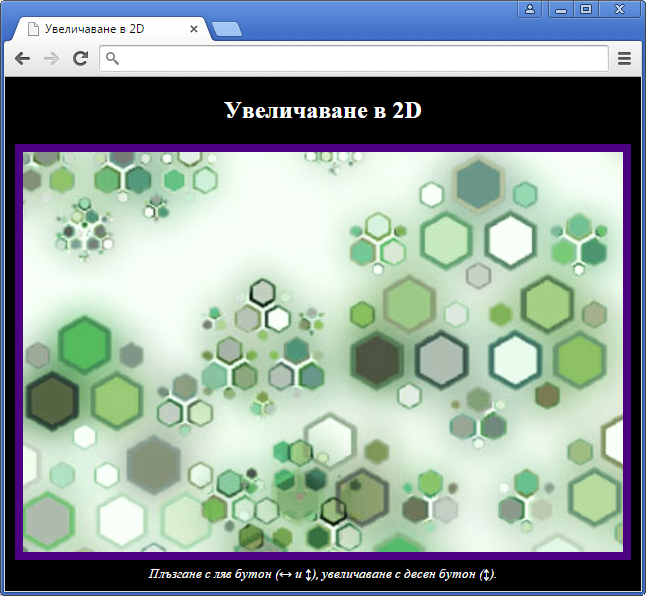 Увеличаване в 2D
Увеличаване в 2D
Плъзгане с ляв бутон (↔ и ↕), увеличаване с десен бутон (↕).